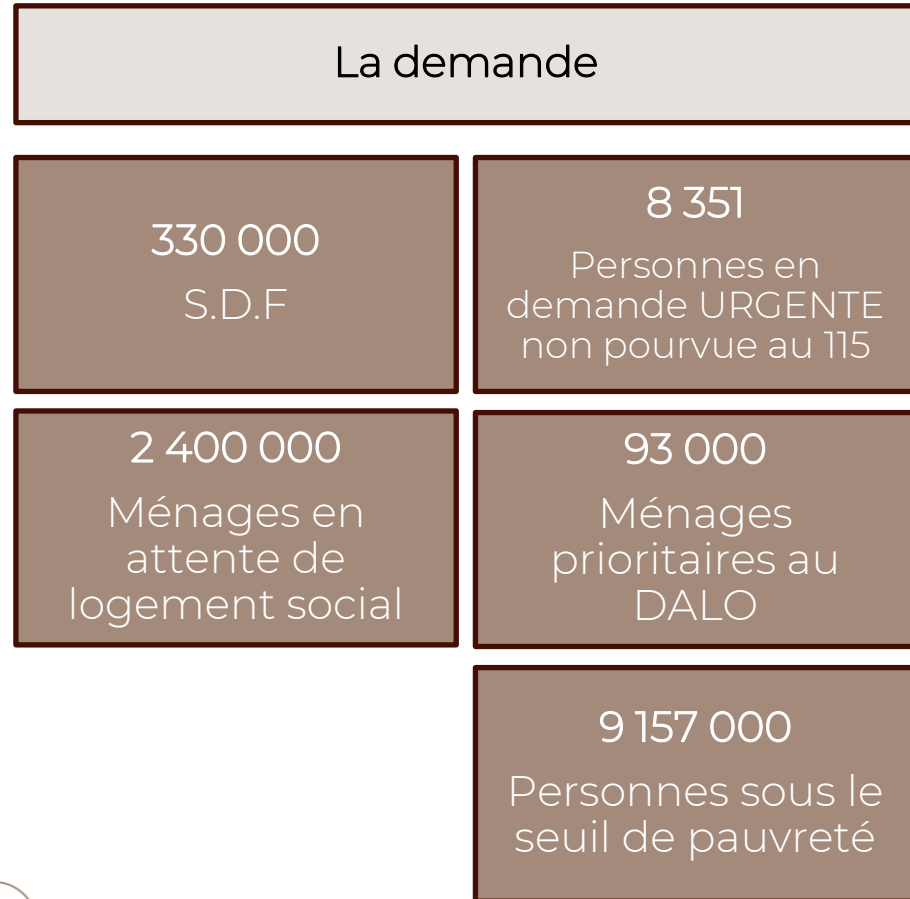 La demande
330 000
S.D.F
8 351
Personnes en
demande URGENTE
non pourvue au 115
2 400 000
Ménages en
attente de
logement social
93 000
Ménages
prioritaires au
DALO
9 157 000
Personnes sous le
seuil de pauvreté